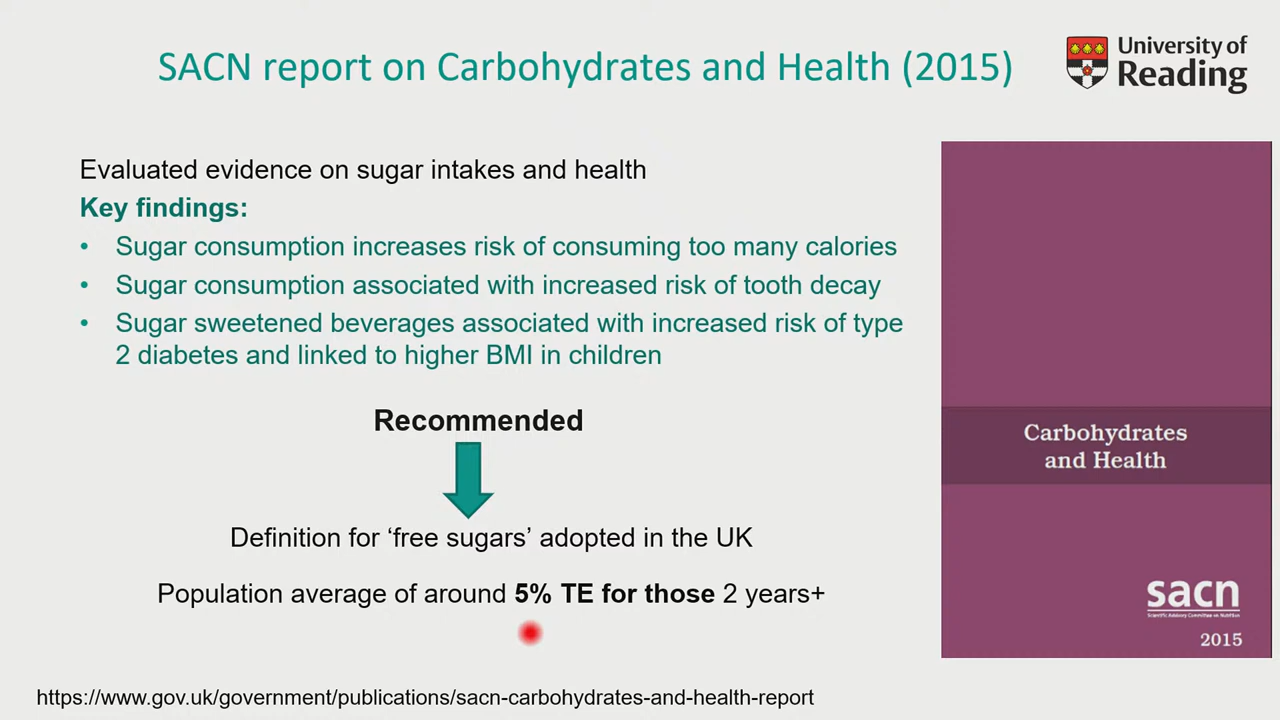 SACN report on Carbohydrates and Health (2015)
University of
Reading
Evaluated evidence on sugar intakes and health
Key findings:
• Sugar consumption increases risk of consuming too many calories
• Sugar consumption associated with increased risk of tooth decay
• Sugar sweetened beverages associated with increased risk of type
2 diabetes and linked to higher BMI in children
Recommended
Definition for ‘free sugars’ adopted in the UK
Population average of around 5% TE for those 2 years+
Carbohydrates
and Health
sacn
Scientific Advisory Committee on Nutrition
2015
https://www.gov.uk/government/publications/sacn-carbohydrates-and-health-report